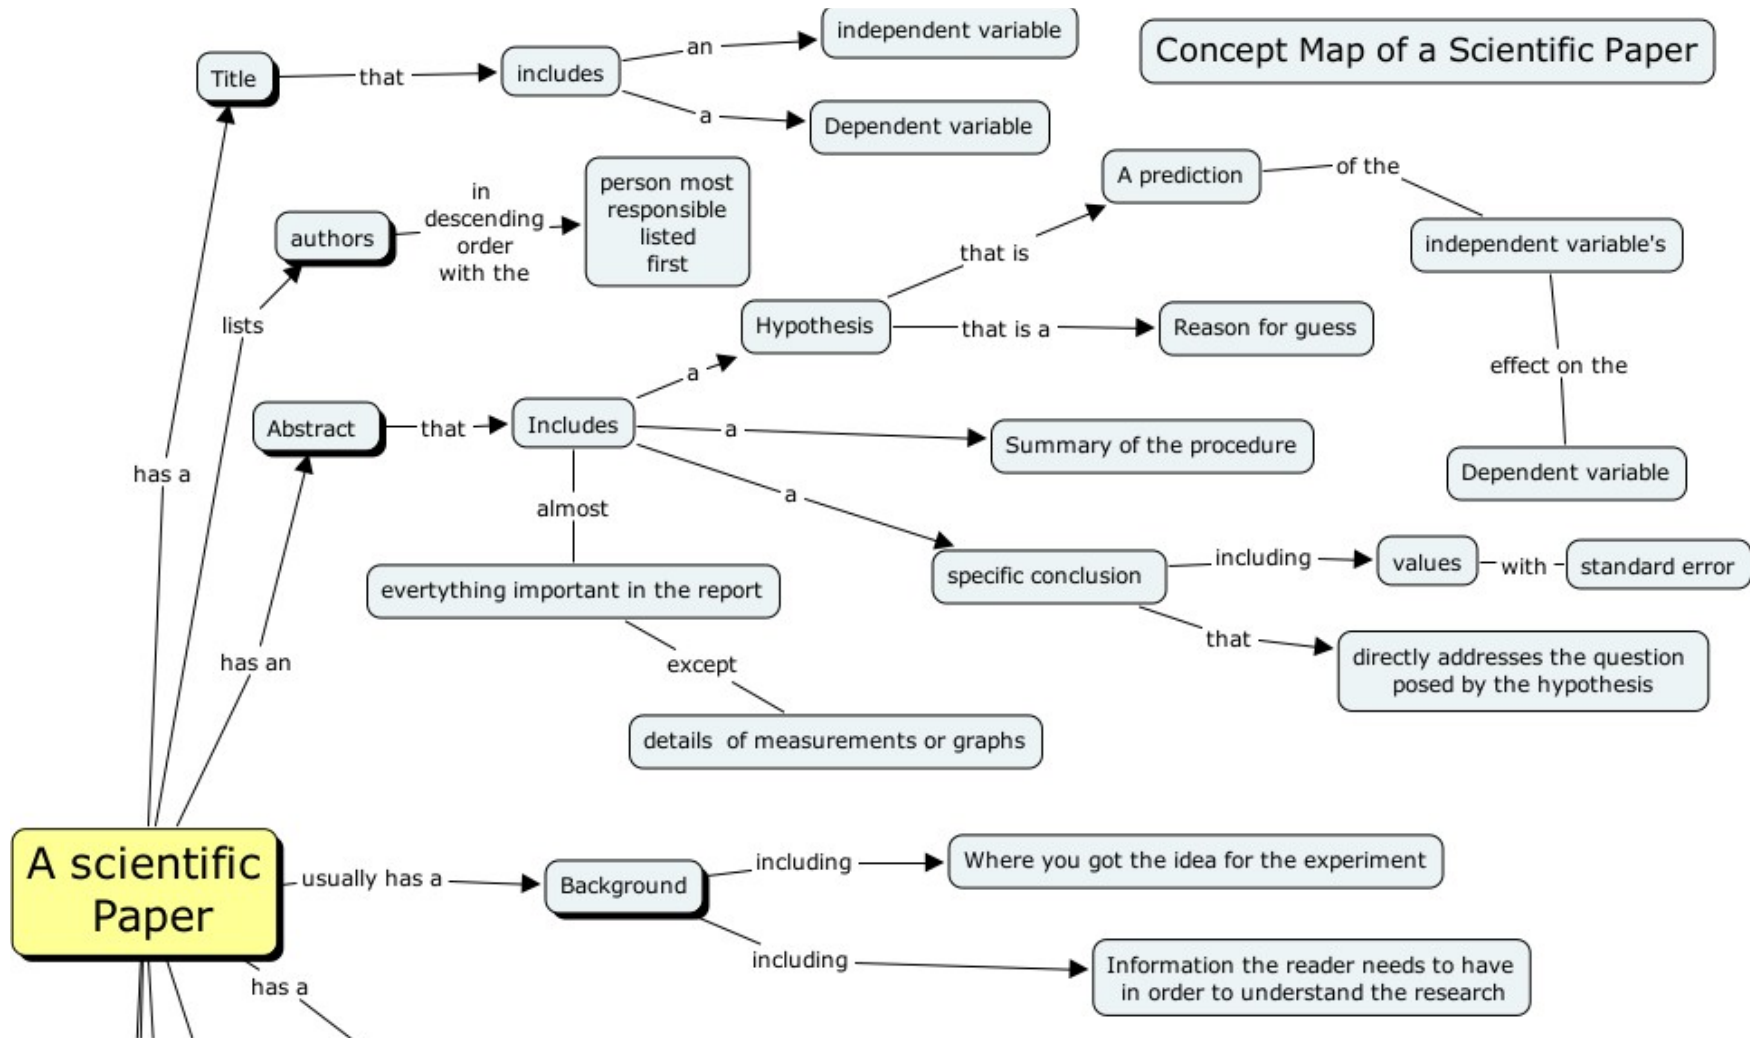 Concept Map of a Scientific Paper
Title
that
includes
an
independent variable
a
Dependent variable
authors
in
descending
order
with the
person most
responsible
listed
first
lists
Abstract
that
Includes
a
Hypothesis
that is
A prediction
of the
independent variable's
effect on the
Dependent variable
that is a
Reason for guess
a
Summary of the procedure
a
specific conclusion
including
values
with
standard error
that
directly addresses the question
posed by the hypothesis
almost
evertything important in the report
except
details of measurements or graphs
has a
has an
A scientific
Paper
usually has a
Background
including
Where you got the idea for the experiment
including
Information the reader needs to have
in order to understand the research
has a